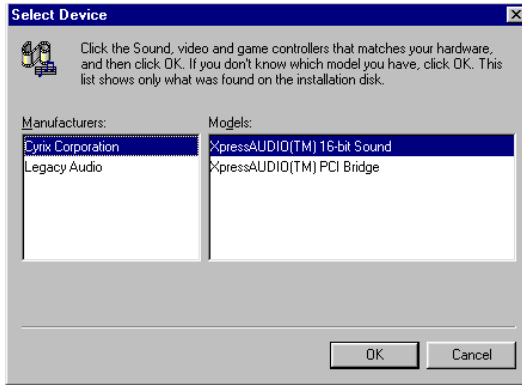 Select Device
Click the Sound, video and game controllers that matches your hardware,
and then click OK. If you don't know which model you have, click OK. This
list shows only what was found on the installation disk.
Manufacturers:
Models:
Cyrix Corporation
Legacy Audio
XpressAUDIO(TM) 16-bit Sound
XpressAUDIO(TM) PCI Bridge
OK
Cancel